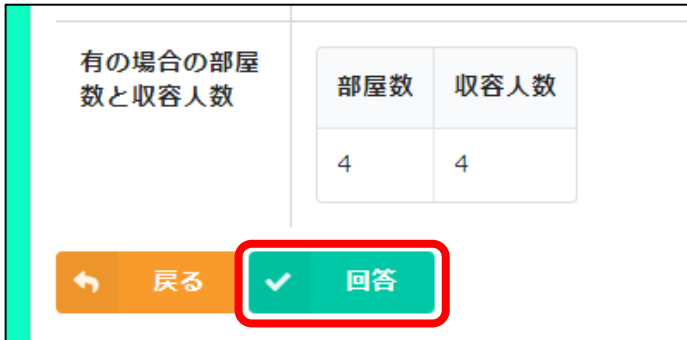 有の場合の部屋
数と収容人数
部屋数 収容人数
4 4
戻る 回答